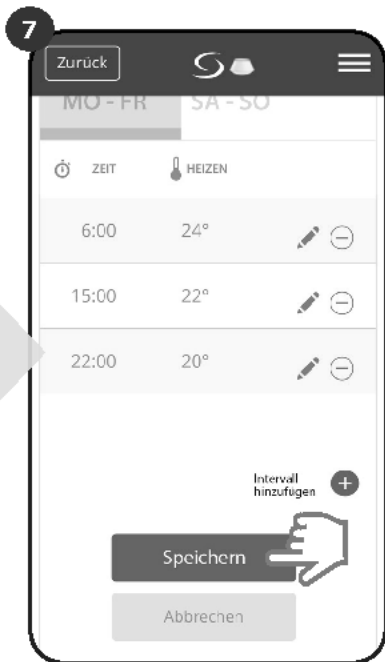 7
Zurück
MO - FR SA - SO
ZEIT HEIZEN
6:00 24°
15:00 22°
22:00 20°
Intervall
hinzufügen
Speichern
Abbrechen